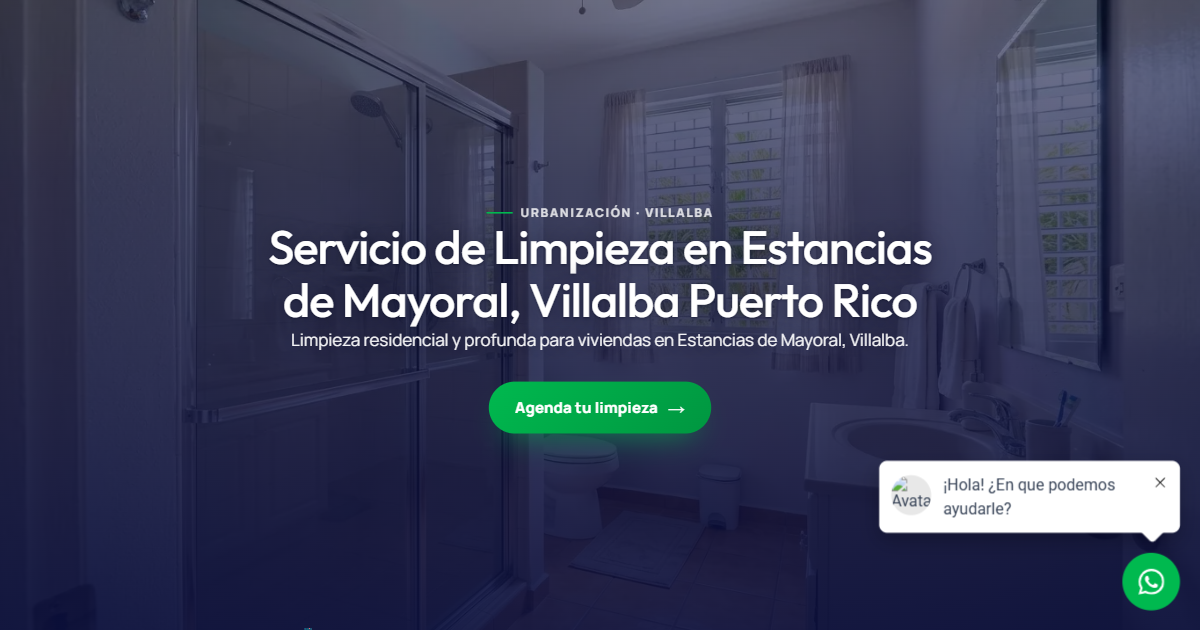 URBANIZACIÓN · VILLALBA
Servicio de Limpieza en Estancias
de Mayoral, Villalba Puerto Rico
Limpieza residencial y profunda para viviendas en Estancias de Mayoral, Villalba.
Agenda tu limpieza →
Avata
¡Hola! ¿En que podemos
ayudarle?